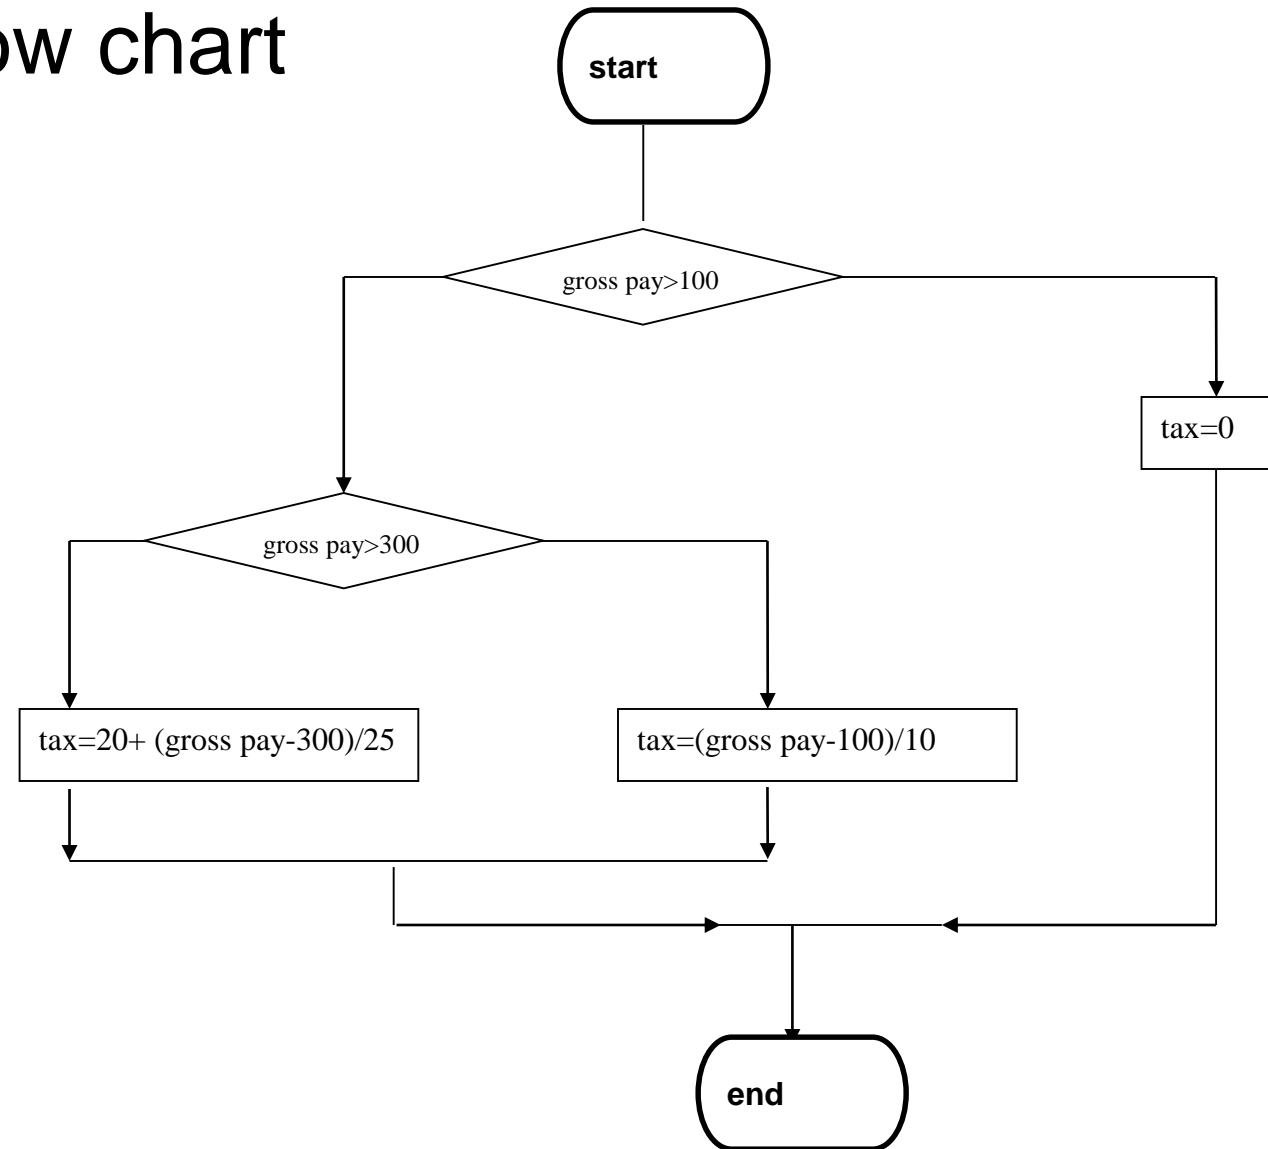 ow chart
start
gross pay>100
tax=0
gross pay>300
tax=20+ (gross pay-300)/25
tax=(gross pay-100)/10
end